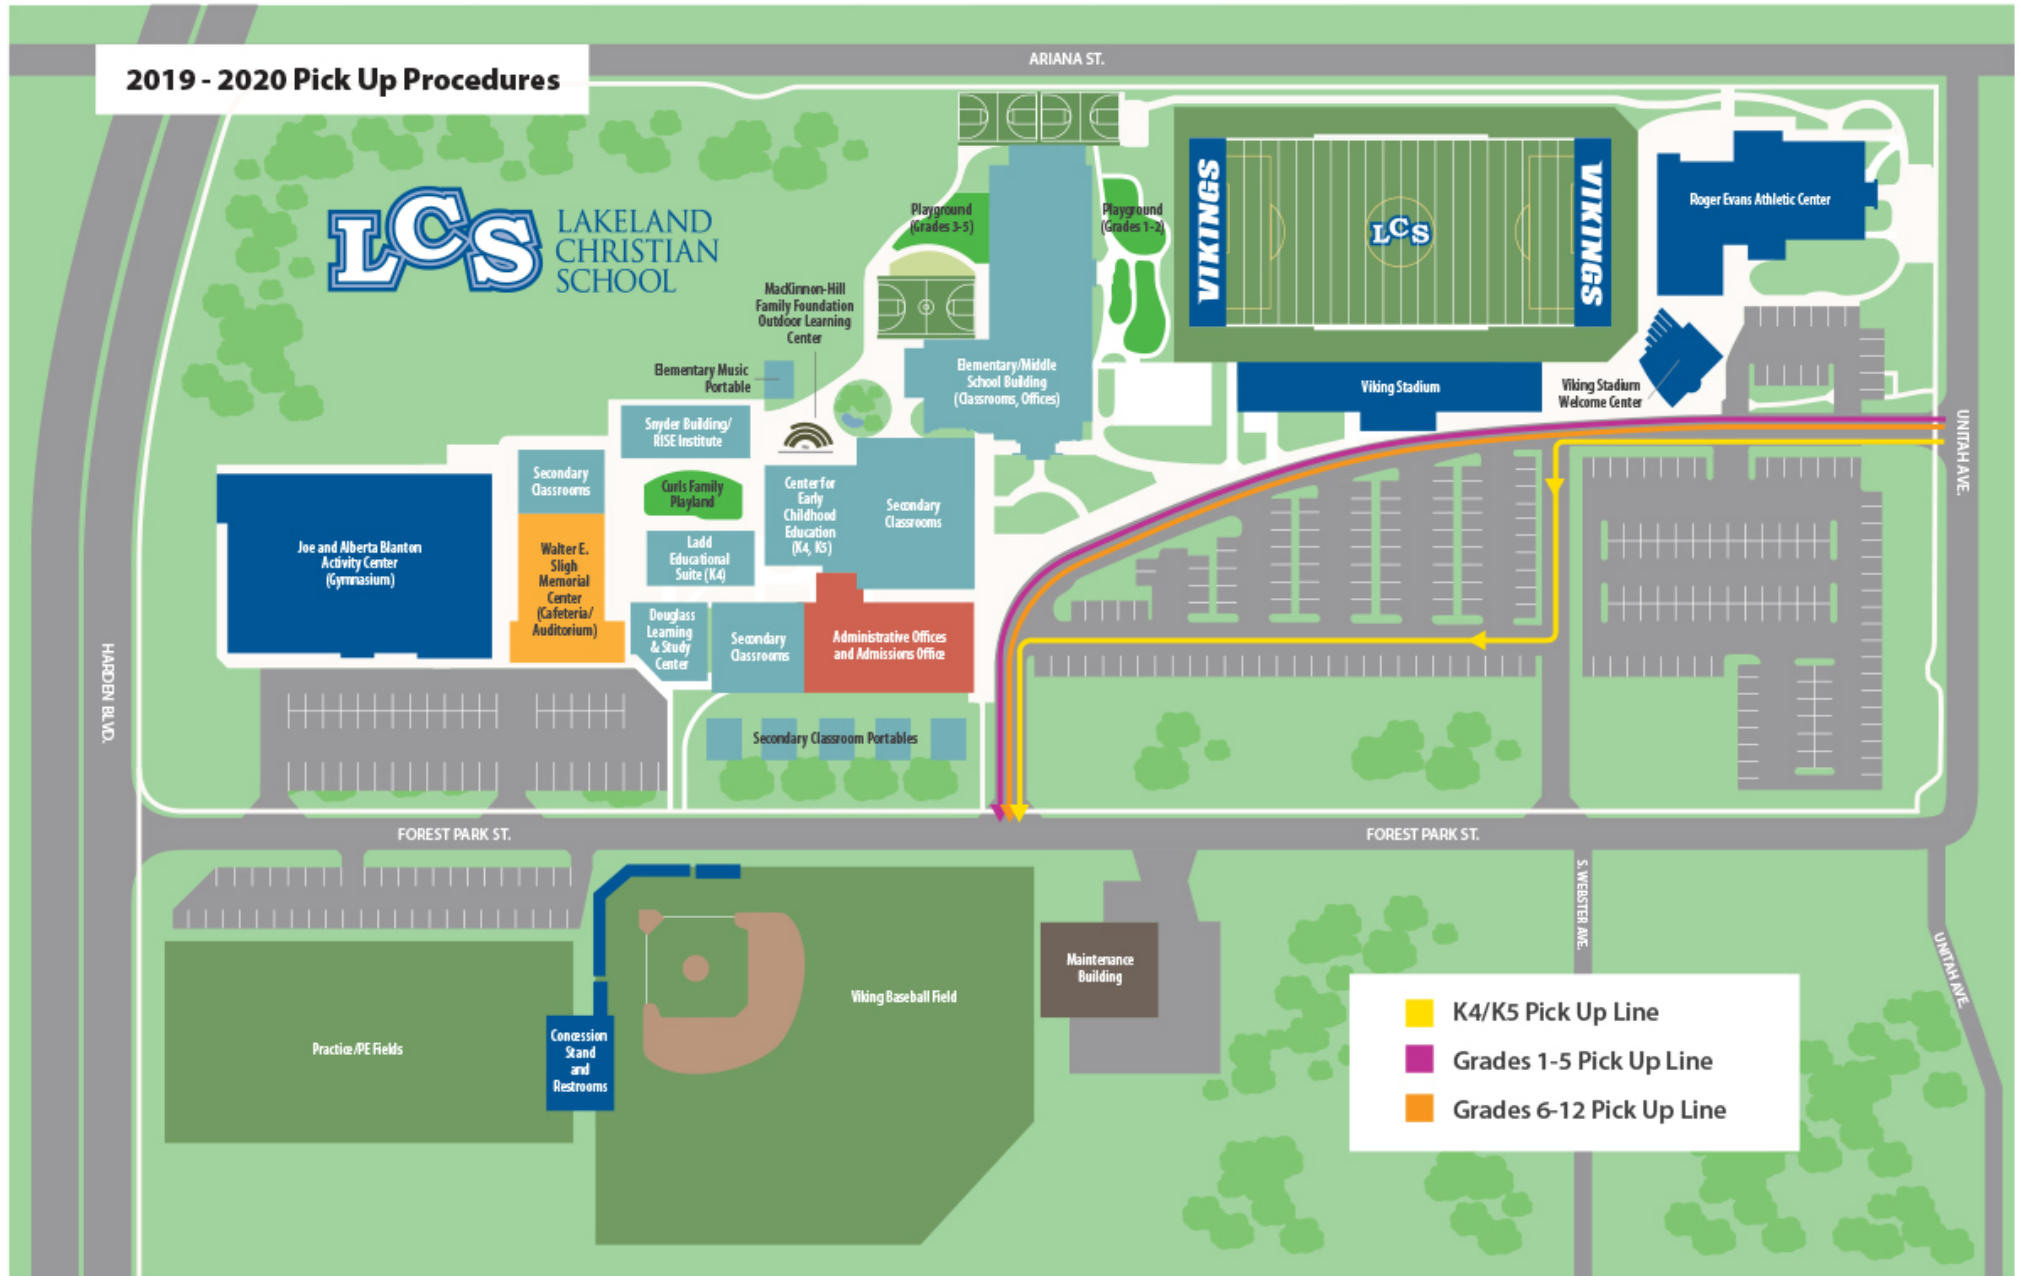 ARIANA ST.
2019 - 2020 Pick Up Procedures
LCS
LAKELAND
CHRISTIAN
SCHOOL
Playground
(Grades 3-5)
Playground
(Grades 1-2)
VIKINGS
LCS
VIKINGS
Roger Evans Athletic Center
MacKinnon-Hill
Family Foundation
Outdoor Learning
Center
Elementary Music
Portable
Elementary/Middle
School Building
(Classrooms, Offices)
Viking Stadium
Viking Stadium
Welcome Center
UNITAH AVE.
Snyder Building/
RISE Institute
Secondary
Classrooms
Curls Family
Playland
Center for
Early
Childhood
Education
(K4, K5)
Secondary
Classrooms
Joe and Alberta Blanton
Activity Center
(Gymnasium)
Walter E.
Sligh
Memorial
Center
(Cafeteria/
Auditorium)
Ladd
Educational
Suite (K4)
Douglass
Learning
& Study
Center
Secondary
Classrooms
Administrative Offices
and Admissions Office
HARDEN BLVD.
Secondary Classroom Portables
FOREST PARK ST.
FOREST PARK ST.
S. WEBSTER AVE.
UNITAH AVE.
Maintenance
Building
Viking Baseball Field
Practice/PE Fields
Concession
Stand
and
Restrooms
K4/K5 Pick Up Line
Grades 1-5 Pick Up Line
Grades 6-12 Pick Up Line